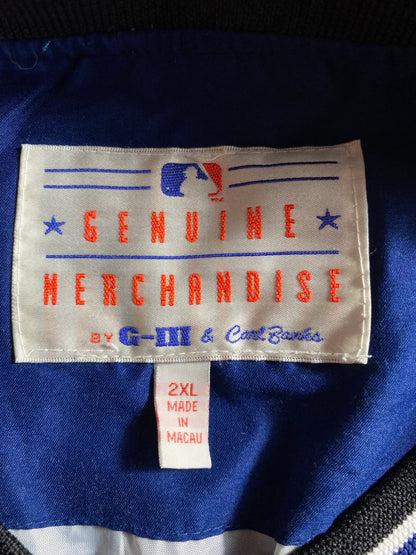 GENUINE
MERCHANDISE
BY G-III & Carl Banks
2XL
MADE
IN
MACAU